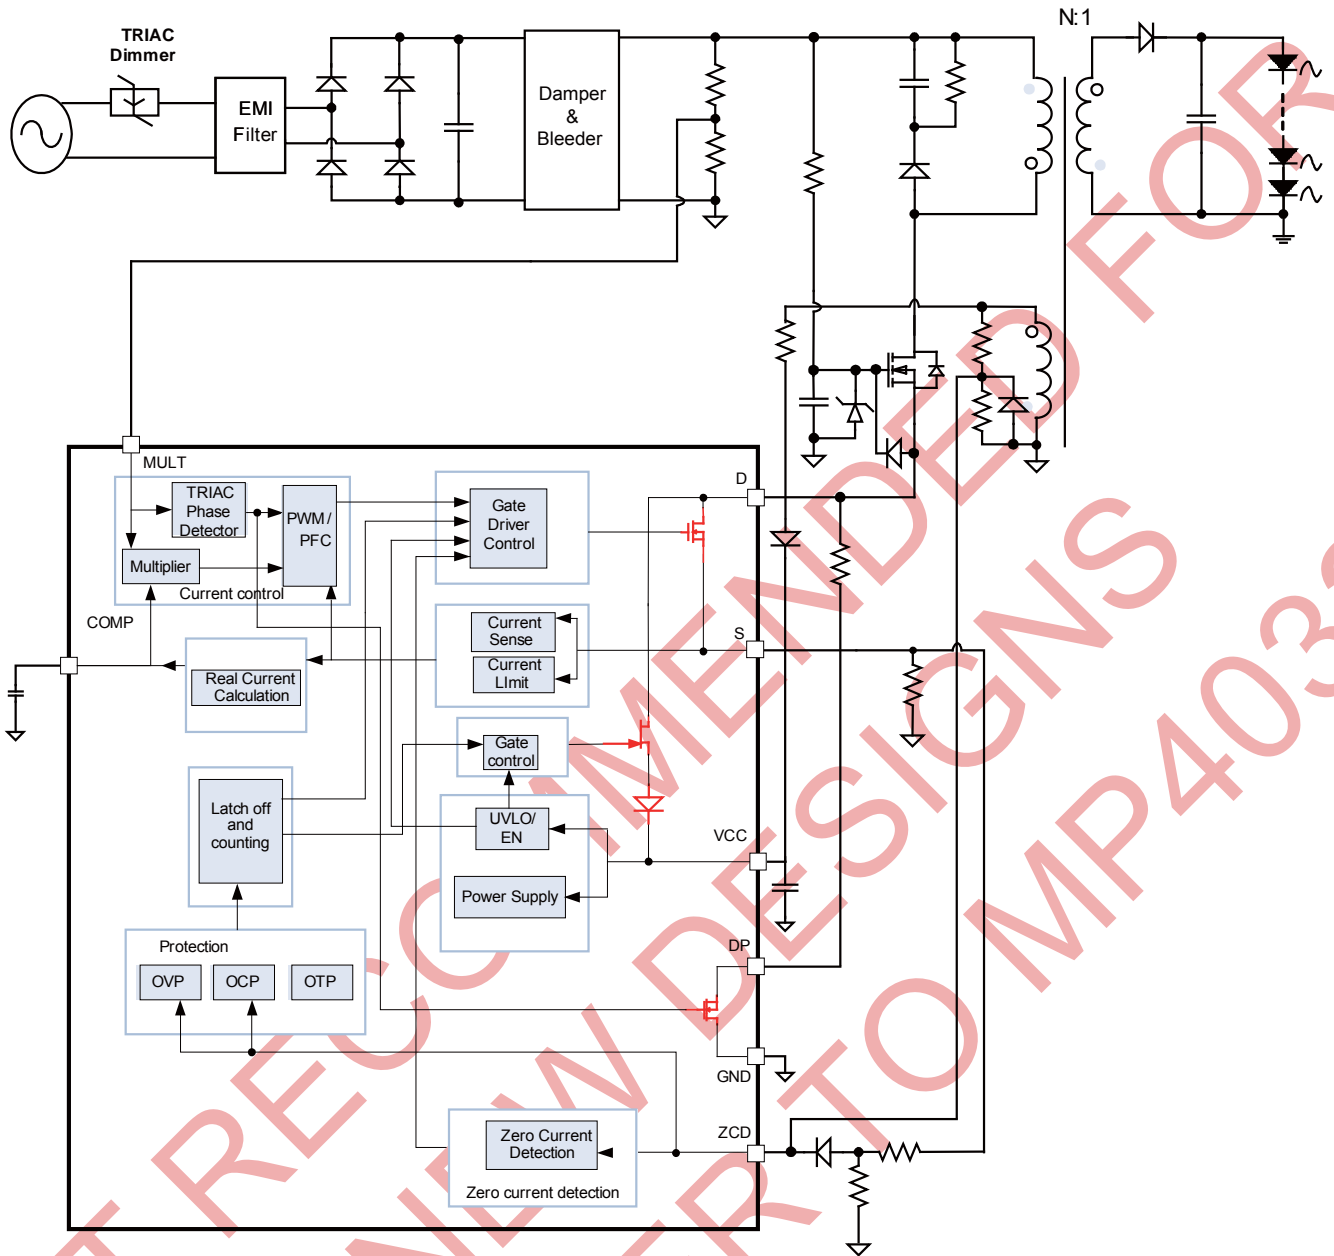 N:1
TRIAC
Dimmer
EMI
Filter
Damper
&
Bleeder
MULT
TRIAC
Phase
Detector
PWM/
PFC
Multiplier
Current control
COMP
Gate
Driver
Control
D
Current
Sense
Current
LImit
S
Real Current
Calculation
Gate
control
Latch off
and
counting
UVLO/
EN
VCC
Power Supply
Protection
OVP
OCP
OTP
DP
GND
ZCD
Zero Current
Detection
Zero current detection
T RECOMMENDED FOR
NEW DESIGNS
ER TO MP403